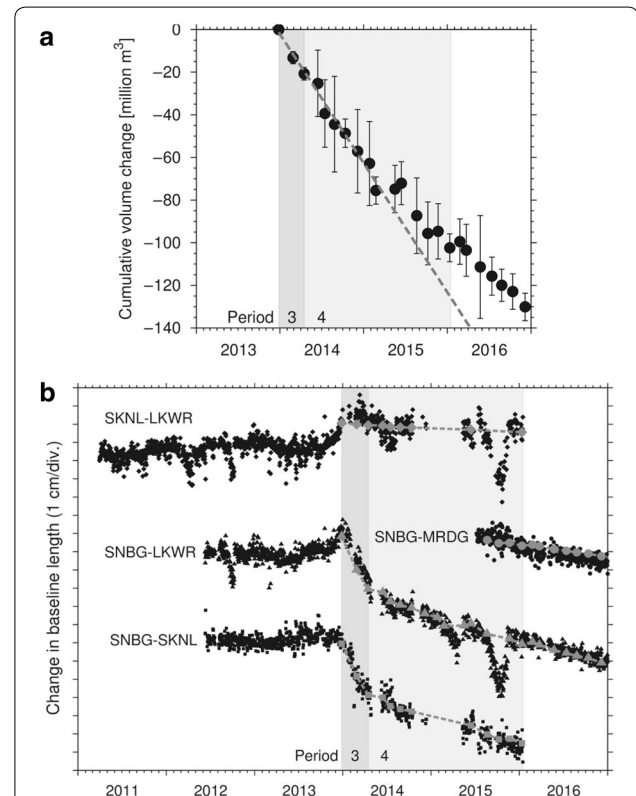 a
Cumulative volume change [million m³]
0
−20
−40
−60
−80
−100
−120
−140
Period 3 4
2013 2014 2015 2016
b
Change in baseline length (1 cm/div.)
SKNL-LKWR
SNBG-MRDG
SNBG-LKWR
SNBG-SKNL
Period 3 4
2011 2012 2013 2014 2015 2016